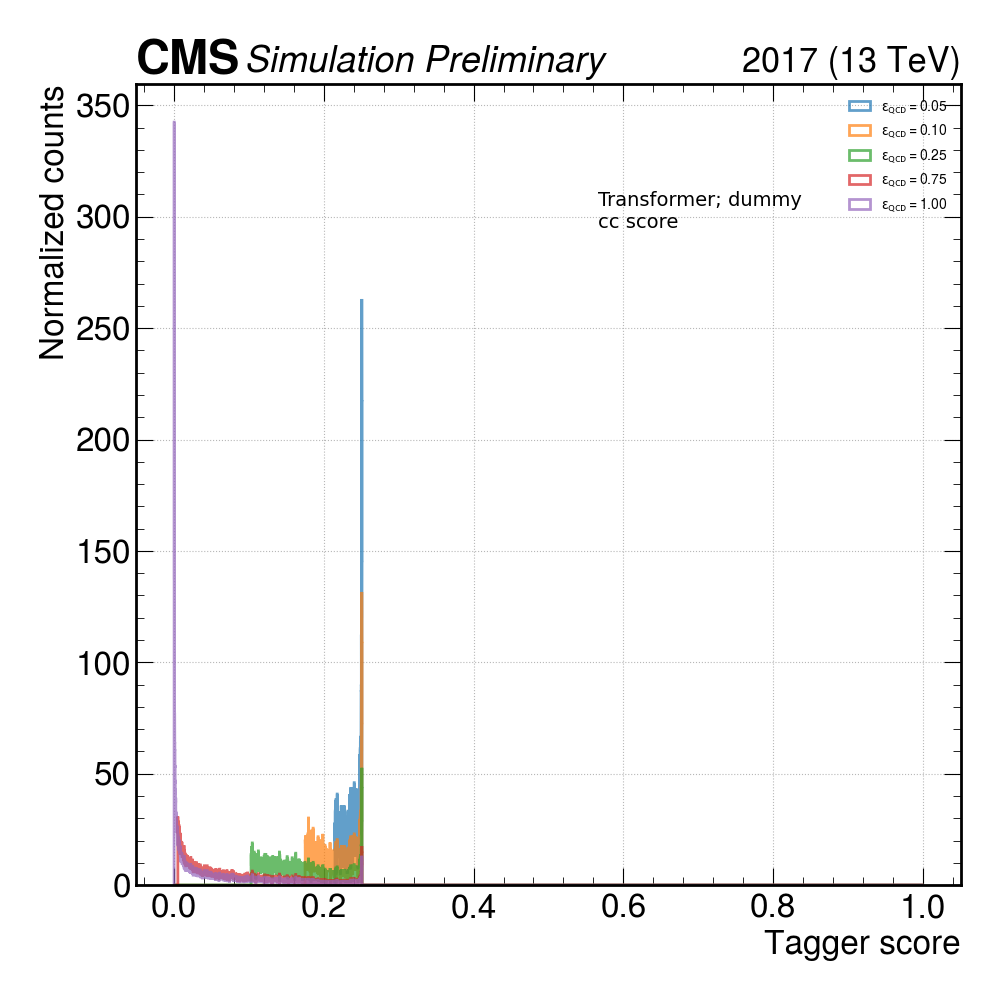 CMS Simulation Preliminary 2017 (13 TeV)
Normalized counts
350
300
250
200
150
100
50
0
ε_QCD = 0.05
ε_QCD = 0.10
ε_QCD = 0.25
ε_QCD = 0.75
ε_QCD = 1.00
Transformer; dummy
cc score
0.0 0.2 0.4 0.6 0.8 1.0
Tagger score